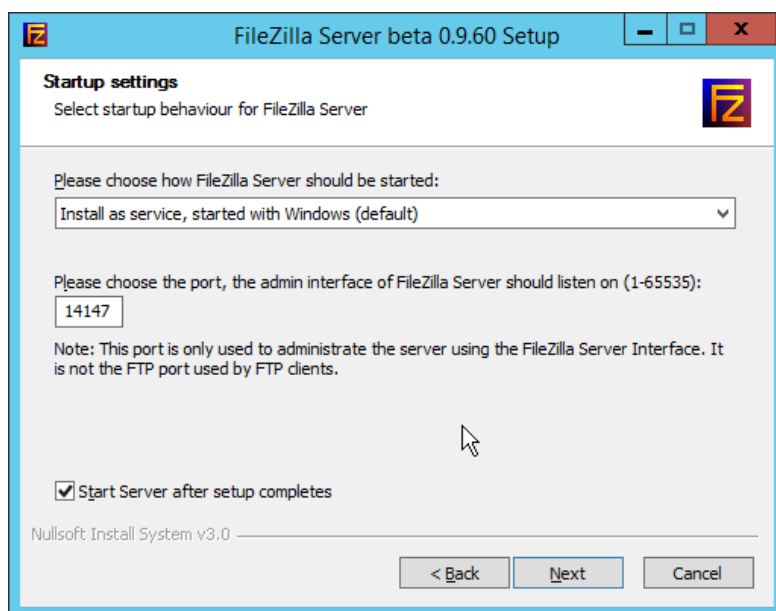 FileZilla Server beta 0.9.60 Setup
Startup settings
Select startup behaviour for FileZilla Server
Please choose how FileZilla Server should be started:
Install as service, started with Windows (default)
Please choose the port, the admin interface of FileZilla Server should listen on (1-65535):
14147
Note: This port is only used to administrate the server using the FileZilla Server Interface. It
is not the FTP port used by FTP clients.
Start Server after setup completes
Nullsoft Install System v3.0
< Back
Next
Cancel